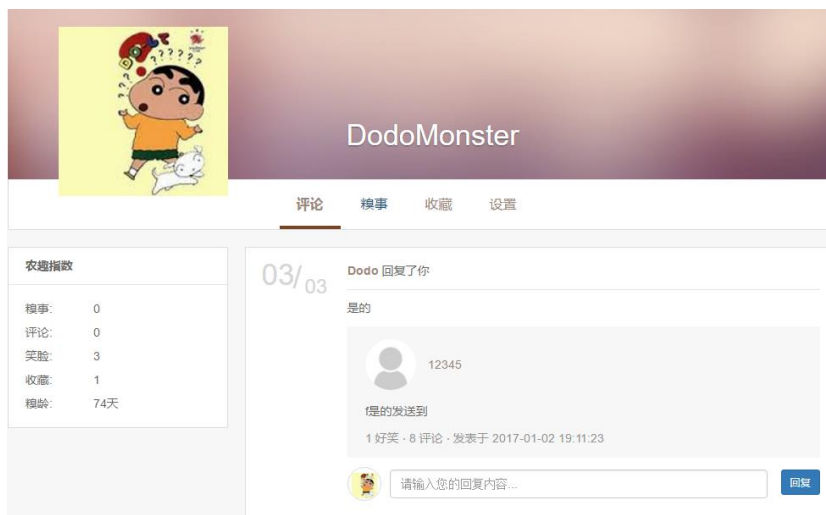 DodoMonster
评论 糗事 收藏 设置
农趣指数
糗事: 0
评论: 0
笑脸: 3
收藏: 1
糗龄: 74天
03/03
Dodo 回复了你
是的
12345
f是的发送到
1 好笑 · 8 评论 · 发表于 2017-01-02 19:11:23
请输入您的回复内容...
回复